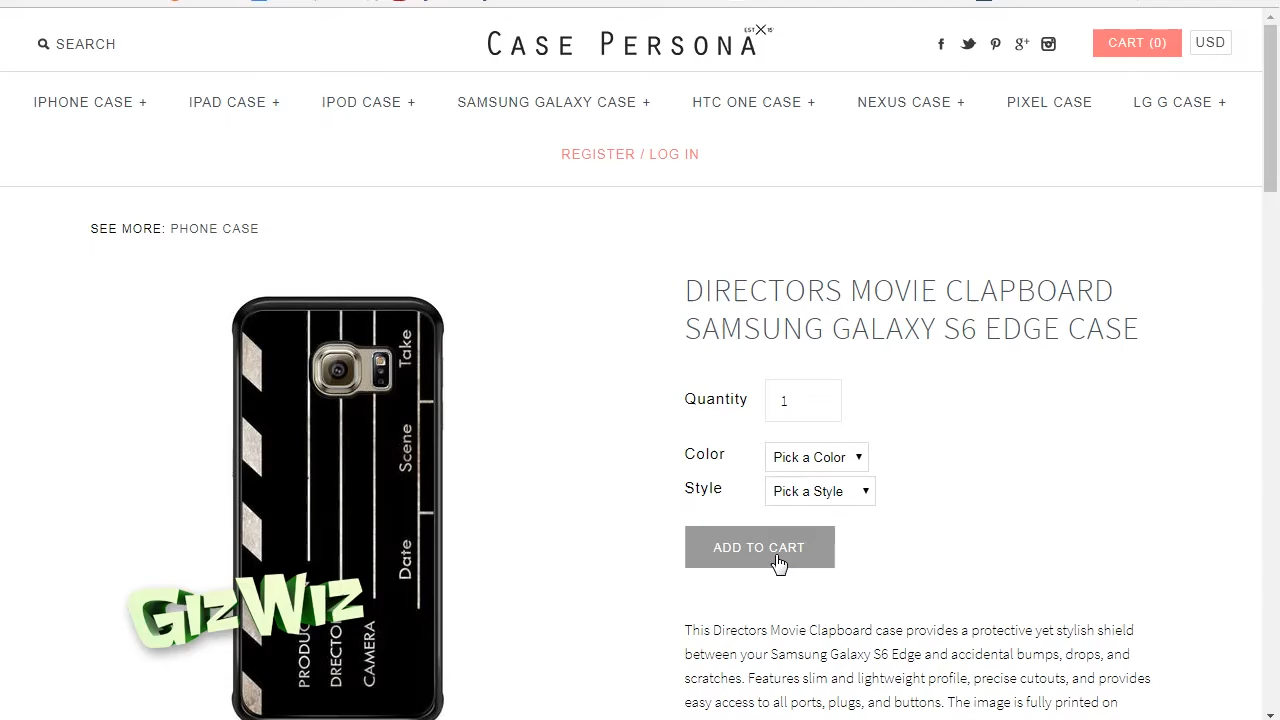 SEARCH
CASE PERSONA
EST X 15'
CART (0)
USD
IPHONE CASE +
IPAD CASE +
IPOD CASE +
SAMSUNG GALAXY CASE +
HTC ONE CASE +
NEXUS CASE +
PIXEL CASE
LG G CASE +
REGISTER / LOG IN
SEE MORE: PHONE CASE
DIRECTORS MOVIE CLAPBOARD
SAMSUNG GALAXY S6 EDGE CASE
Quantity 1
Color Pick a Color
Style Pick a Style
ADD TO CART
Take
Scene
Date
CAMERA
GIZWIZ
This Directors Movie Clapboard case provides a protective yet stylish shield
between your Samsung Galaxy S6 Edge and accidental bumps, drops, and
scratches. Features slim and lightweight profile, precise cutouts, and provides
easy access to all ports, plugs, and buttons. The image is fully printed on